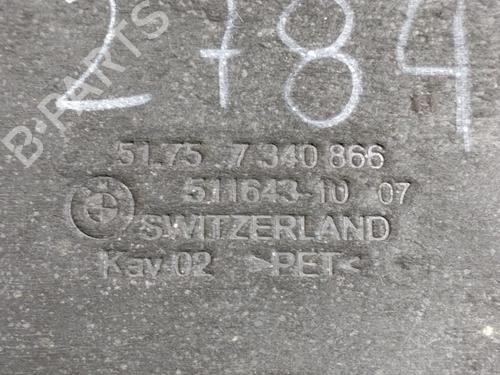 2784
B-PARTS
51.75 7 340 866
511643-10 07
SWITZERLAND
Kav 02 >PET<